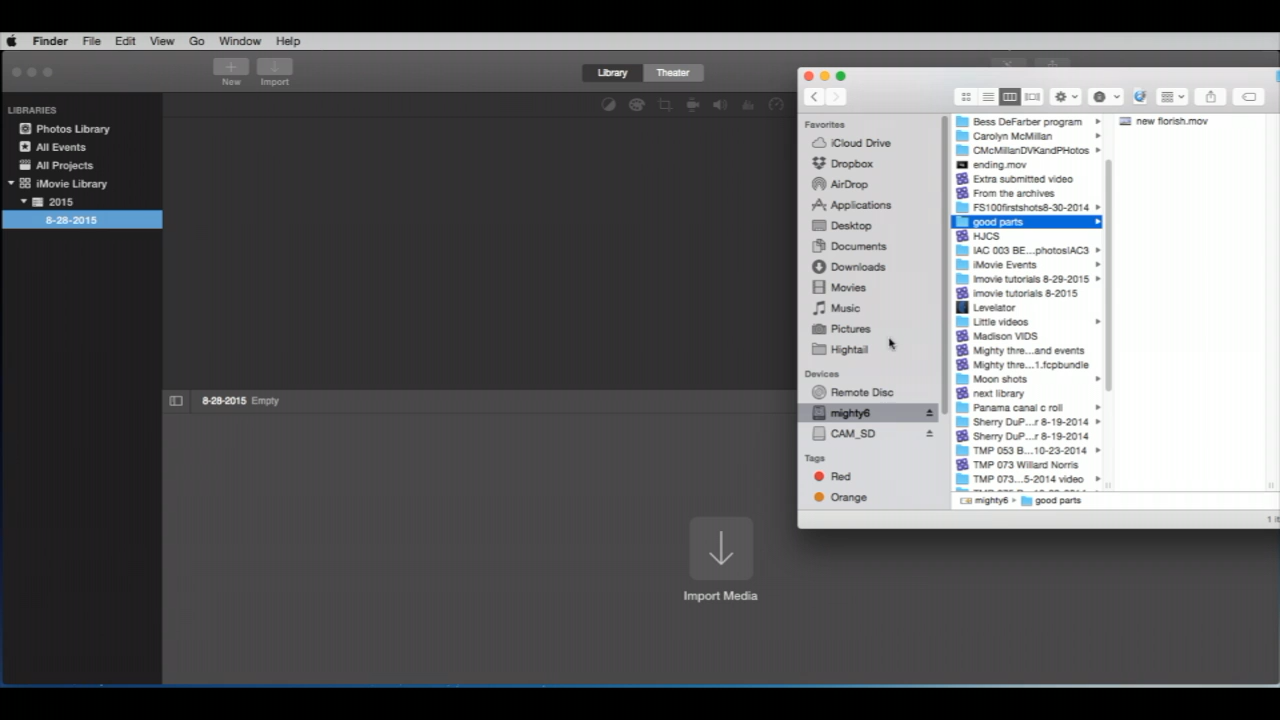 Finder File Edit View Go Window Help
New Import
Library Theater
LIBRARIES
Photos Library
All Events
All Projects
iMovie Library
2015
8-28-2015
8-28-2015 Empty
Import Media
Favorites
iCloud Drive
Dropbox
AirDrop
Applications
Desktop
Documents
Downloads
Movies
Music
Pictures
Hightail
Devices
Remote Disc
mighty6
CAM_SD
Tags
Red
Orange
Bess DeFarber program
Carolyn McMillan
CMcMillanDVKandPHotos
ending.mov
Extra submitted video
From the archives
FS100firstshots8-30-2014
good parts
HJCS
IAC 003 BE...photosIAC3
iMovie Events
Imovie tutorials 8-29-2015
imovie tutorials 8-2015
Levelator
Little videos
Madison VIDS
Mighty thre...and events
Mighty thre...1.fcpbundle
Moon shots
next library
Panama canal c roll
Sherry DuP...r 8-19-2014
Sherry DuP...r 8-19-2014
TMP 053 B...10-23-2014
TMP 073 Willard Norris
TMP 073...5-2014 video
new florish.mov
mighty6 good parts